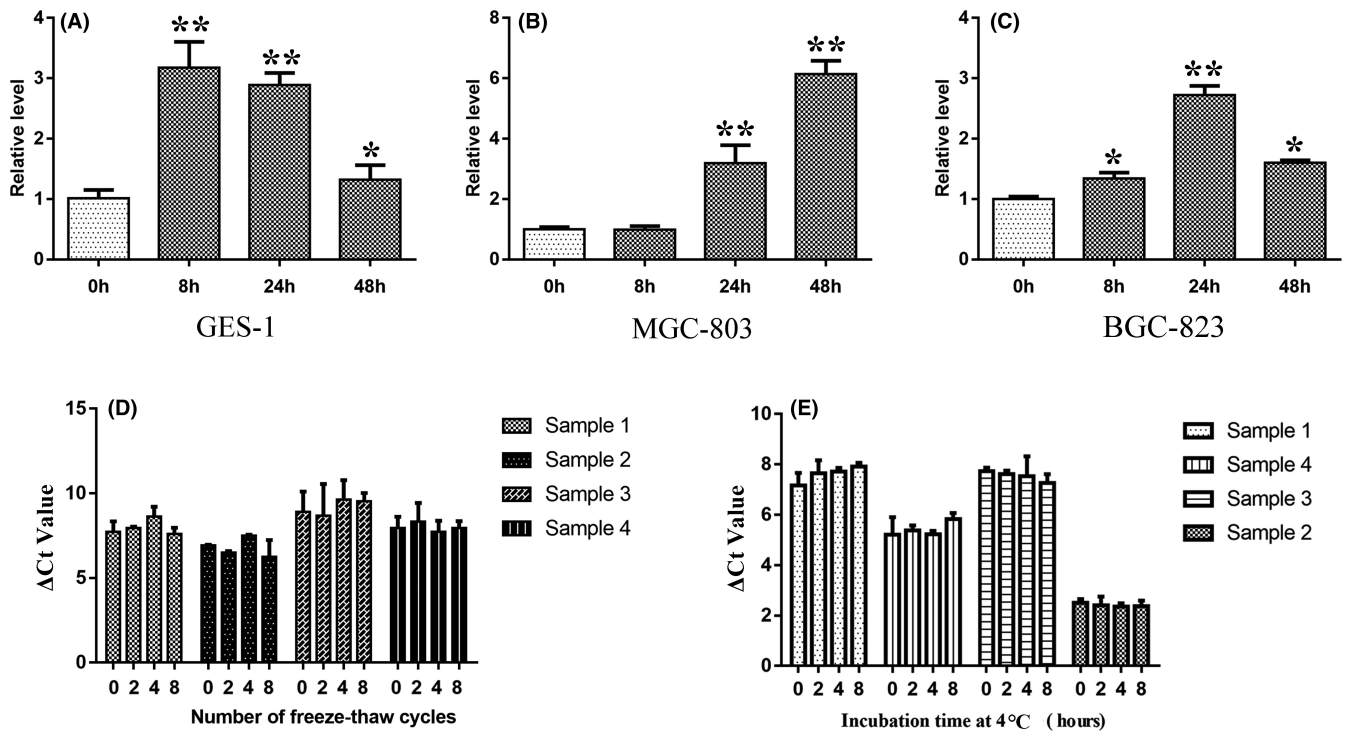 (A)
Relative level
4
3
2
1
0
**
**
*
0h 8h 24h 48h
GES-1
(B)
Relative level
8
6
4
2
0
**
**
0h 8h 24h 48h
MGC-803
(C)
Relative level
4
3
2
1
0
*
**
*
0h 8h 24h 48h
BGC-823
(D)
ΔCt Value
15
10
5
0
0 2 4 8 0 2 4 8 0 2 4 8 0 2 4 8
Number of freeze-thaw cycles
Sample 1
Sample 2
Sample 3
Sample 4
(E)
ΔCt Value
10
8
6
4
2
0
0 2 4 8 0 2 4 8 0 2 4 8 0 2 4 8
Incubation time at 4°C (hours)
Sample 1
Sample 4
Sample 3
Sample 2